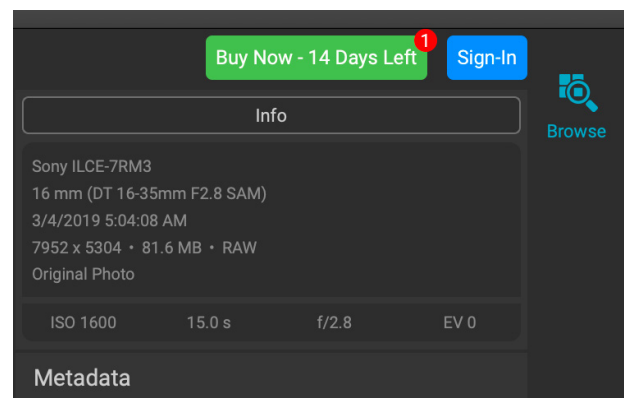 Buy Now - 14 Days Left
1
Sign-In
Info
Browse
Sony ILCE-7RM3
16 mm (DT 16-35mm F2.8 SAM)
3/4/2019 5:04:08 AM
7952 x 5304 • 81.6 MB • RAW
Original Photo
ISO 1600 15.0 s f/2.8 EV 0
Metadata